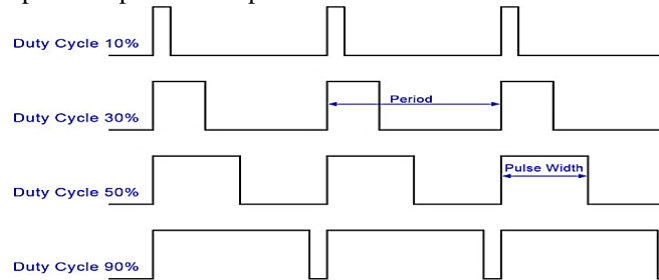 Duty Cycle 10%
Duty Cycle 30%
Period
Duty Cycle 50%
Pulse Width
Duty Cycle 90%